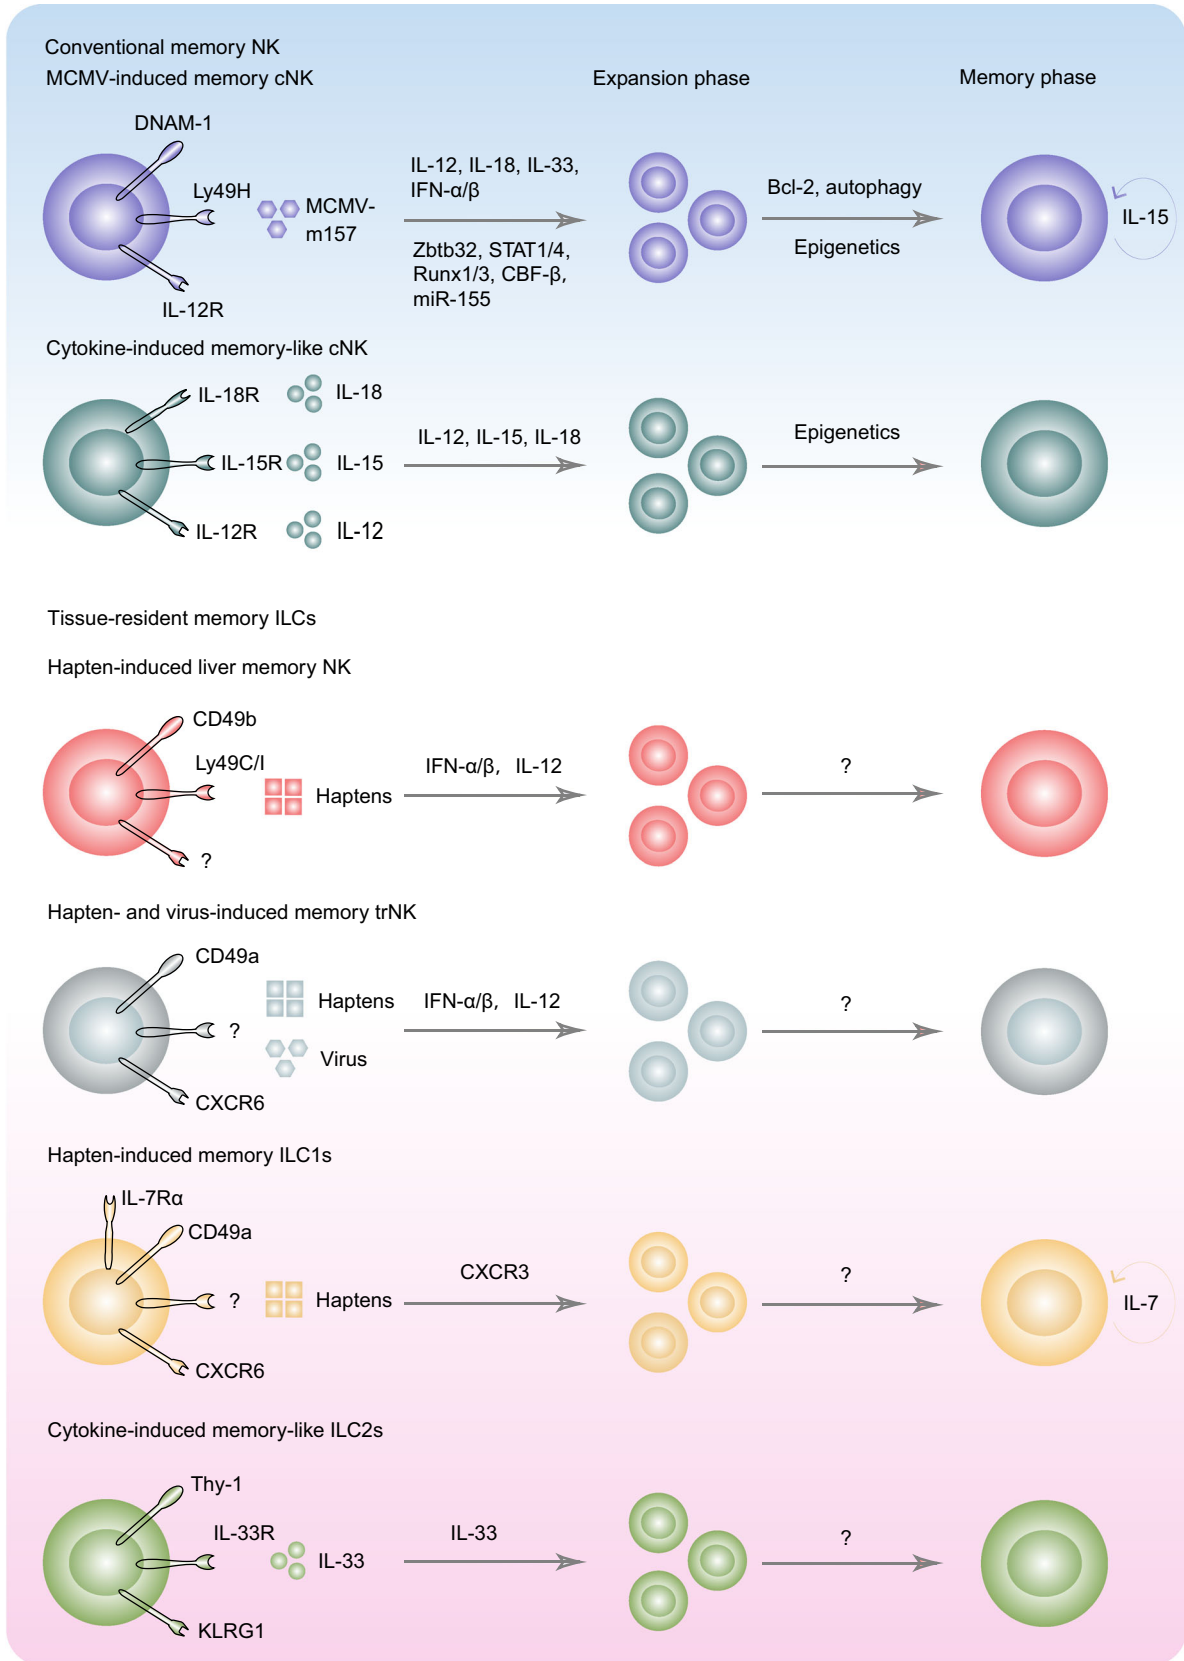 Conventional memory NK
MCMV-induced memory cNK
Expansion phase
Memory phase
DNAM-1
Ly49H
MCMV-
m157
IL-12R
IL-12, IL-18, IL-33,
IFN-α/β
Zbtb32, STAT1/4,
Runx1/3, CBF-β,
miR-155
Bcl-2, autophagy
Epigenetics
IL-15
Cytokine-induced memory-like cNK
IL-18R
IL-18
IL-15R
IL-15
IL-12R
IL-12
IL-12, IL-15, IL-18
Epigenetics
Tissue-resident memory ILCs
Hapten-induced liver memory NK
CD49b
Ly49C/I
Haptens
?
IFN-α/β, IL-12
?
Hapten- and virus-induced memory trNK
CD49a
Haptens
?
Virus
CXCR6
IFN-α/β, IL-12
?
Hapten-induced memory ILC1s
IL-7Rα
CD49a
?
Haptens
CXCR6
CXCR3
?
IL-7
Cytokine-induced memory-like ILC2s
Thy-1
IL-33R
IL-33
KLRG1
IL-33
?